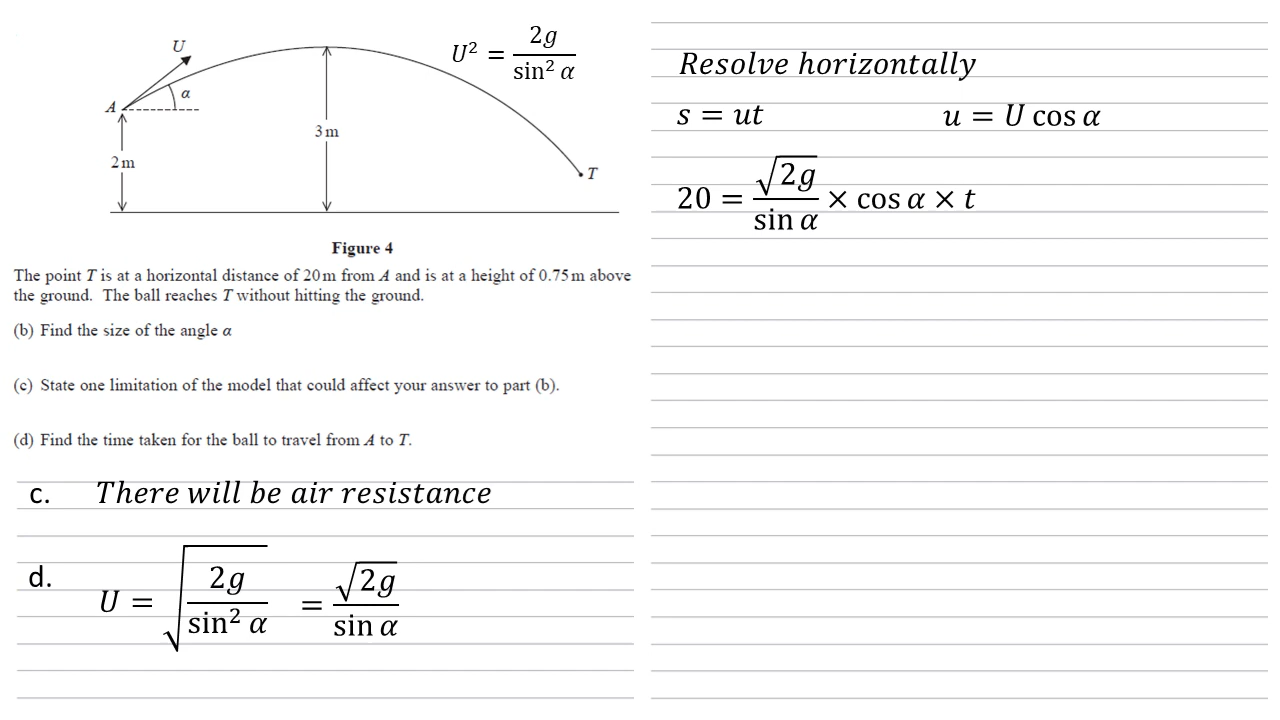 U
U² = 2g / sin² α
A
α
3 m
2 m
T
Figure 4
The point T is at a horizontal distance of 20 m from A and is at a height of 0.75 m above
the ground. The ball reaches T without hitting the ground.
(b) Find the size of the angle α
(c) State one limitation of the model that could affect your answer to part (b).
(d) Find the time taken for the ball to travel from A to T.
c. There will be air resistance
d. U = √(2g / sin² α) = √2g / sin α
Resolve horizontally
s = ut u = U cos α
20 = √2g / sin α × cos α × t